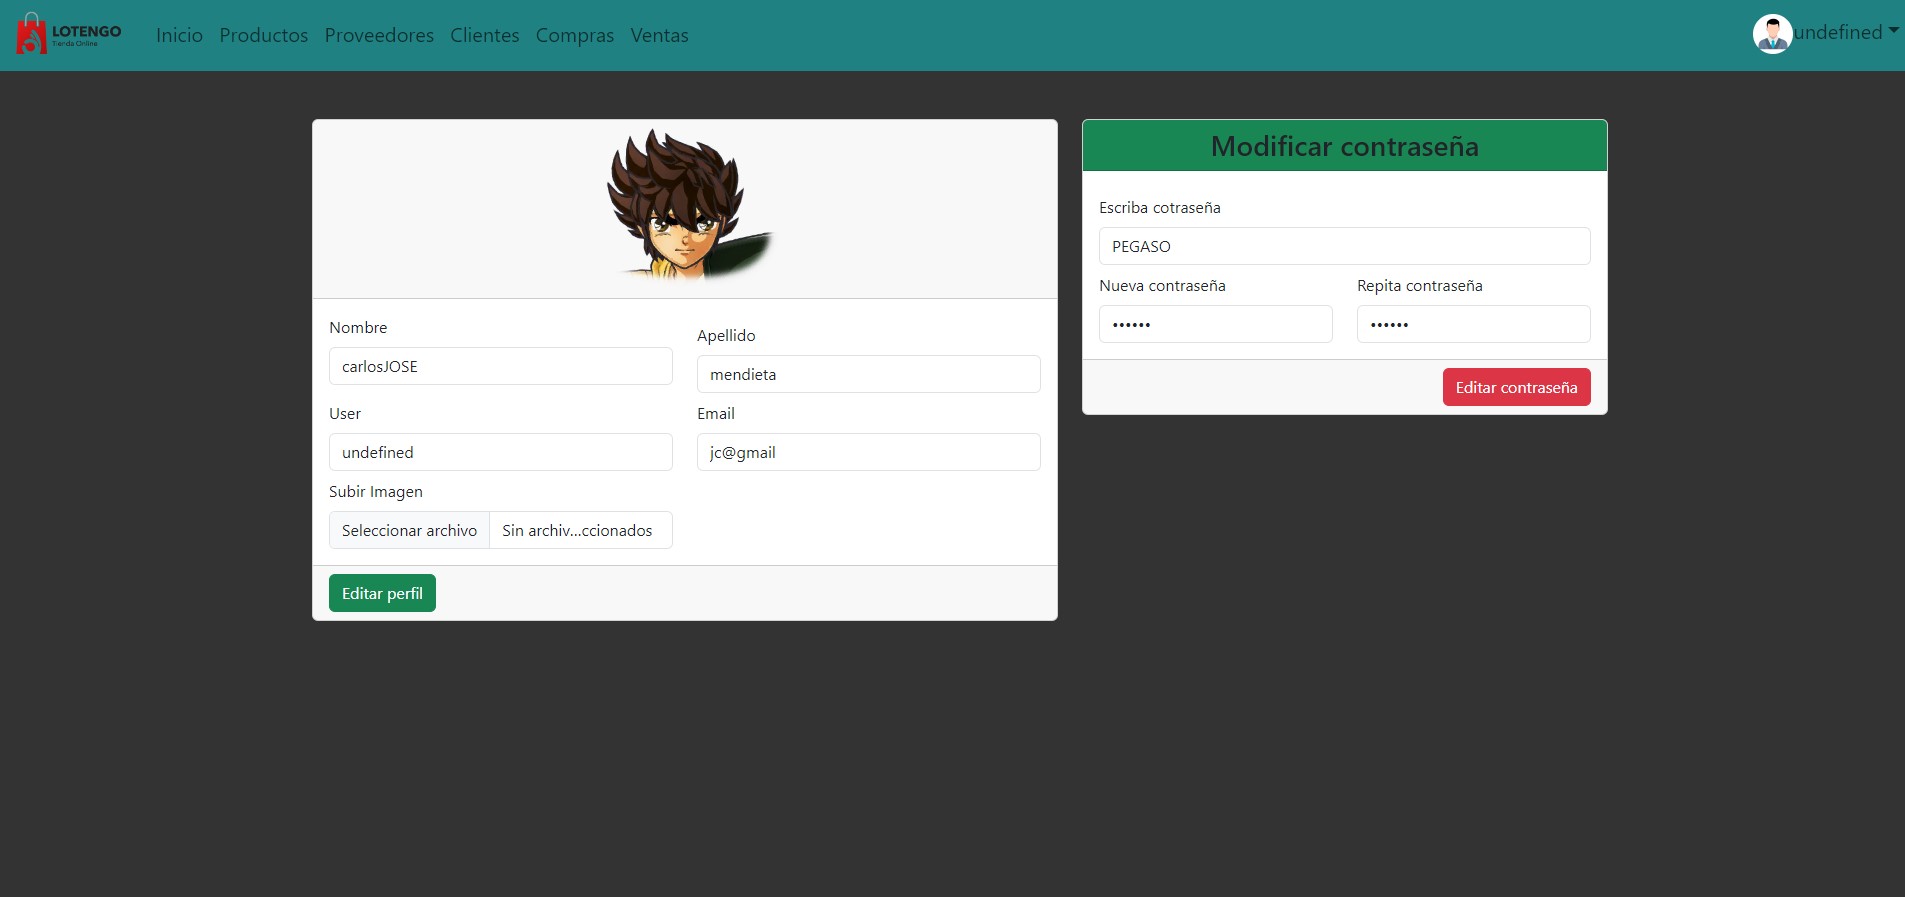 LOTENGO
Tienda Online
Inicio Productos Proveedores Clientes Compras Ventas
undefined
Nombre
carlosJOSE
Apellido
mendieta
User
undefined
Email
jc@gmail
Subir Imagen
Seleccionar archivo Sin archiv...ccionados
Editar perfil
Modificar contraseña
Escriba cotraseña
PEGASO
Nueva contraseña
••••••
Repita contraseña
••••••
Editar contraseña